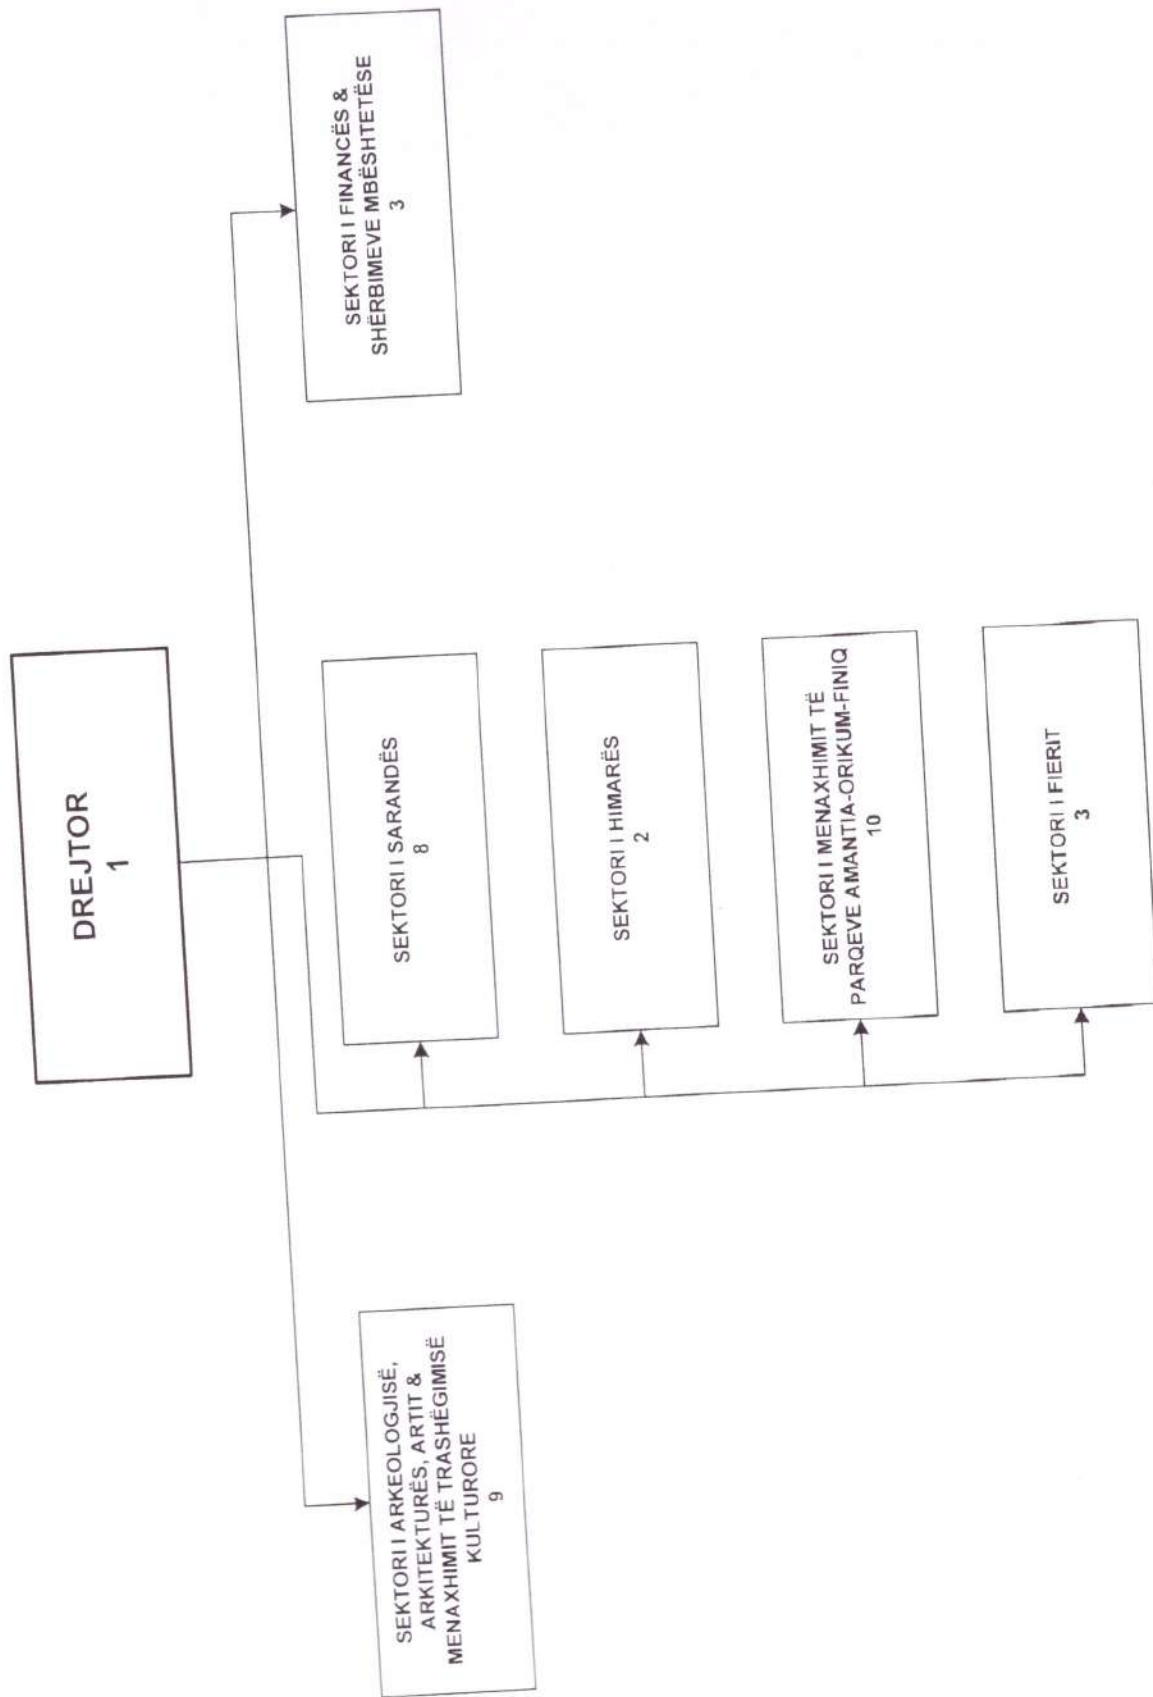 DREJTOR
1
SEKTORI I ARKEOLOGJISË,
ARKITEKTURËS, ARTIT &
MENAXHIMIT TË TRASHËGIMISË
KULTURORE
9
SEKTORI I SARANDËS
8
SEKTORI I HIMARËS
2
SEKTORI I MENAXHIMIT TË
PARQEVE AMANTIA-ORIKUM-FINIQ
10
SEKTORI I FIERIT
3
SEKTORI I FINANCËS &
SHËRBIMEVE MBËSHTETËSE
3